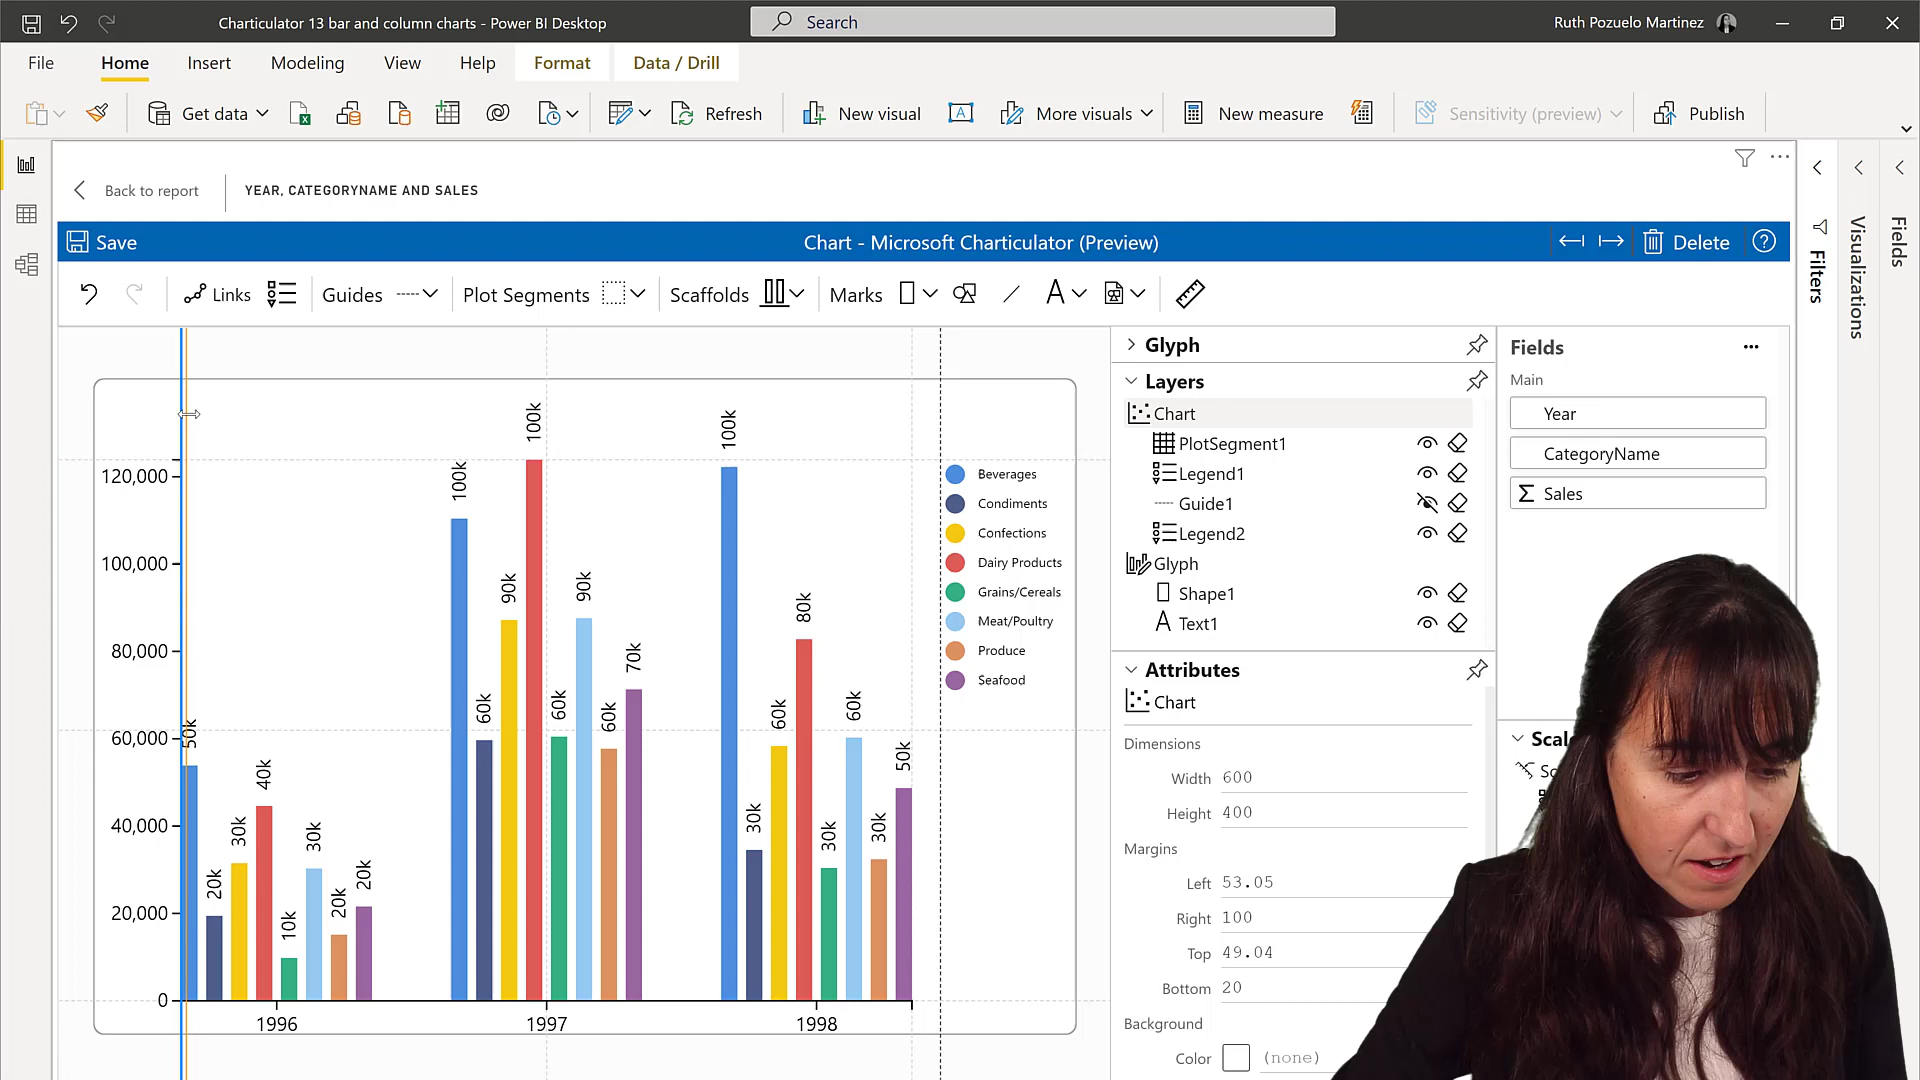 Charticulator 13 bar and column charts - Power BI Desktop
Search
Ruth Pozuelo Martinez
File
Home
Insert
Modeling
View
Help
Format
Data / Drill
Get data
Refresh
New visual
More visuals
New measure
Sensitivity (preview)
Publish
Back to report
YEAR, CATEGORYNAME AND SALES
Save
Chart - Microsoft Charticulator (Preview)
Delete
Links
Guides
Plot Segments
Scaffolds
Marks
Filters
Visualizations
Fields
120,000
100,000
80,000
60,000
40,000
20,000
0
50k
20k
30k
40k
10k
30k
20k
20k
100k
60k
90k
100k
60k
90k
60k
70k
100k
30k
60k
80k
30k
60k
30k
50k
1996
1997
1998
Beverages
Condiments
Confections
Dairy Products
Grains/Cereals
Meat/Poultry
Produce
Seafood
Glyph
Layers
Chart
PlotSegment1
Legend1
Guide1
Legend2
Glyph
Shape1
Text1
Attributes
Chart
Dimensions
Width 600
Height 400
Margins
Left 53.05
Right 100
Top 49.04
Bottom 20
Background
Color (none)
Fields
Main
Year
CategoryName
Sales